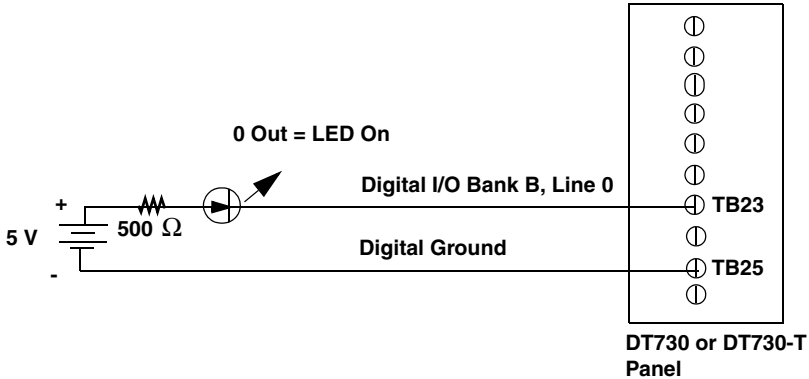 0 Out = LED On
Digital I/O Bank B, Line 0
+
TB23
5 V
500 Ω
Digital Ground
-
TB25
DT730 or DT730-T
Panel